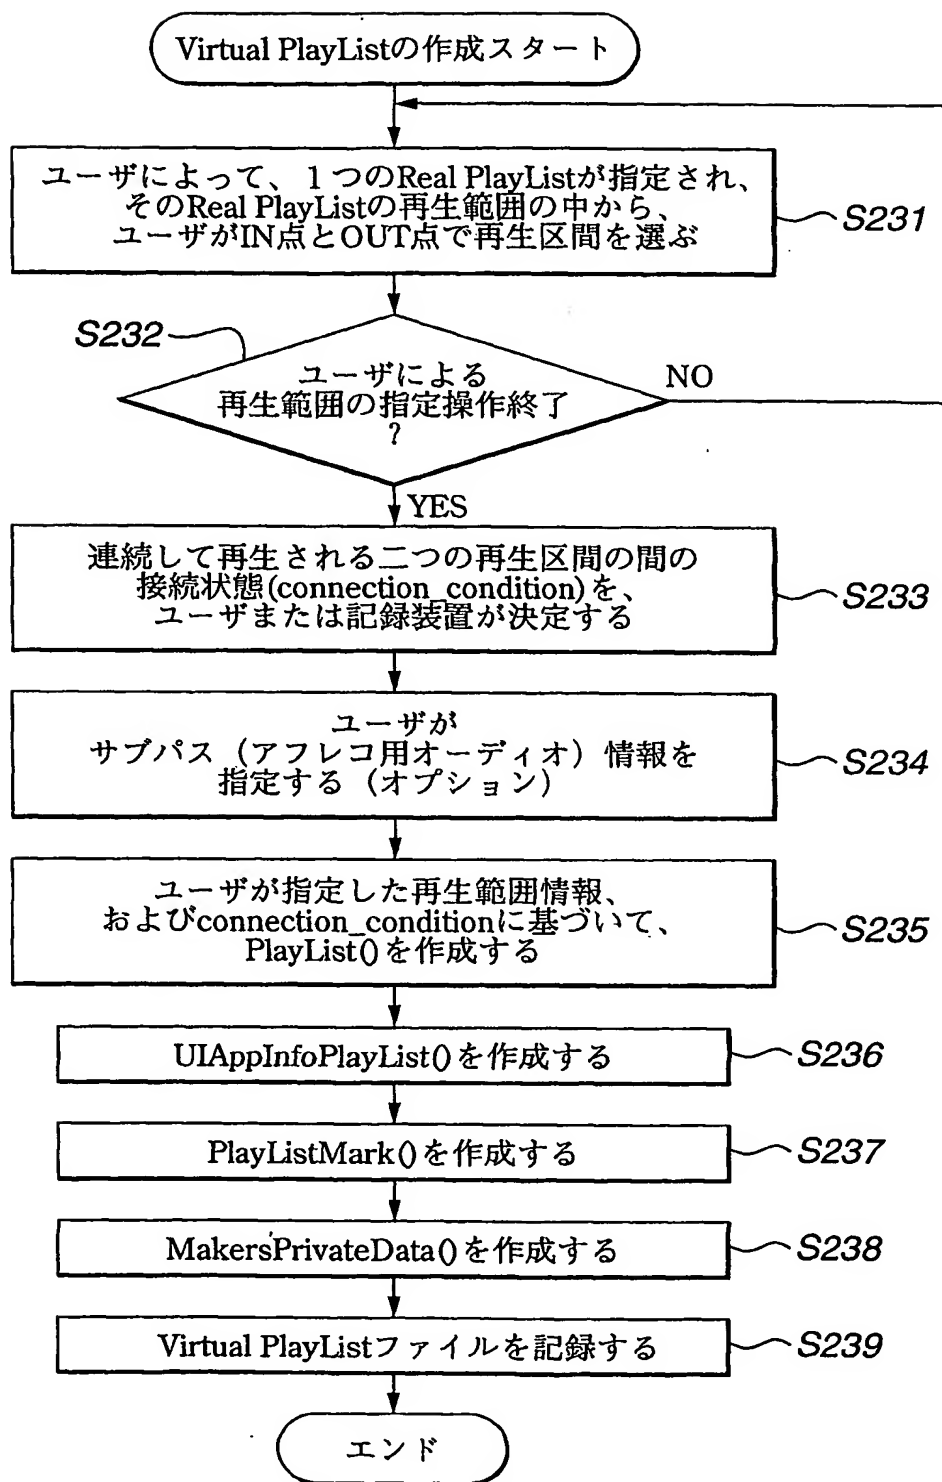 Virtual PlayListの作成スタート
ユーザによって、1つのReal PlayListが指定され、
そのReal PlayListの再生範囲の中から、
ユーザがIN点とOUT点で再生区間を選ぶ
S231
S232
ユーザによる
再生範囲の指定操作終了
?
NO
YES
連続して再生される二つの再生区間の間の
接続状態(connection_condition)を、
ユーザまたは記録装置が決定する
S233
ユーザが
サブパス（アフレコ用オーディオ）情報を
指定する（オプション）
S234
ユーザが指定した再生範囲情報、
およびconnection_conditionに基づいて、
PlayList()を作成する
S235
UIAppInfoPlayList()を作成する
S236
PlayListMark()を作成する
S237
MakersPrivateData()を作成する
S238
Virtual PlayListファイルを記録する
S239
エンド